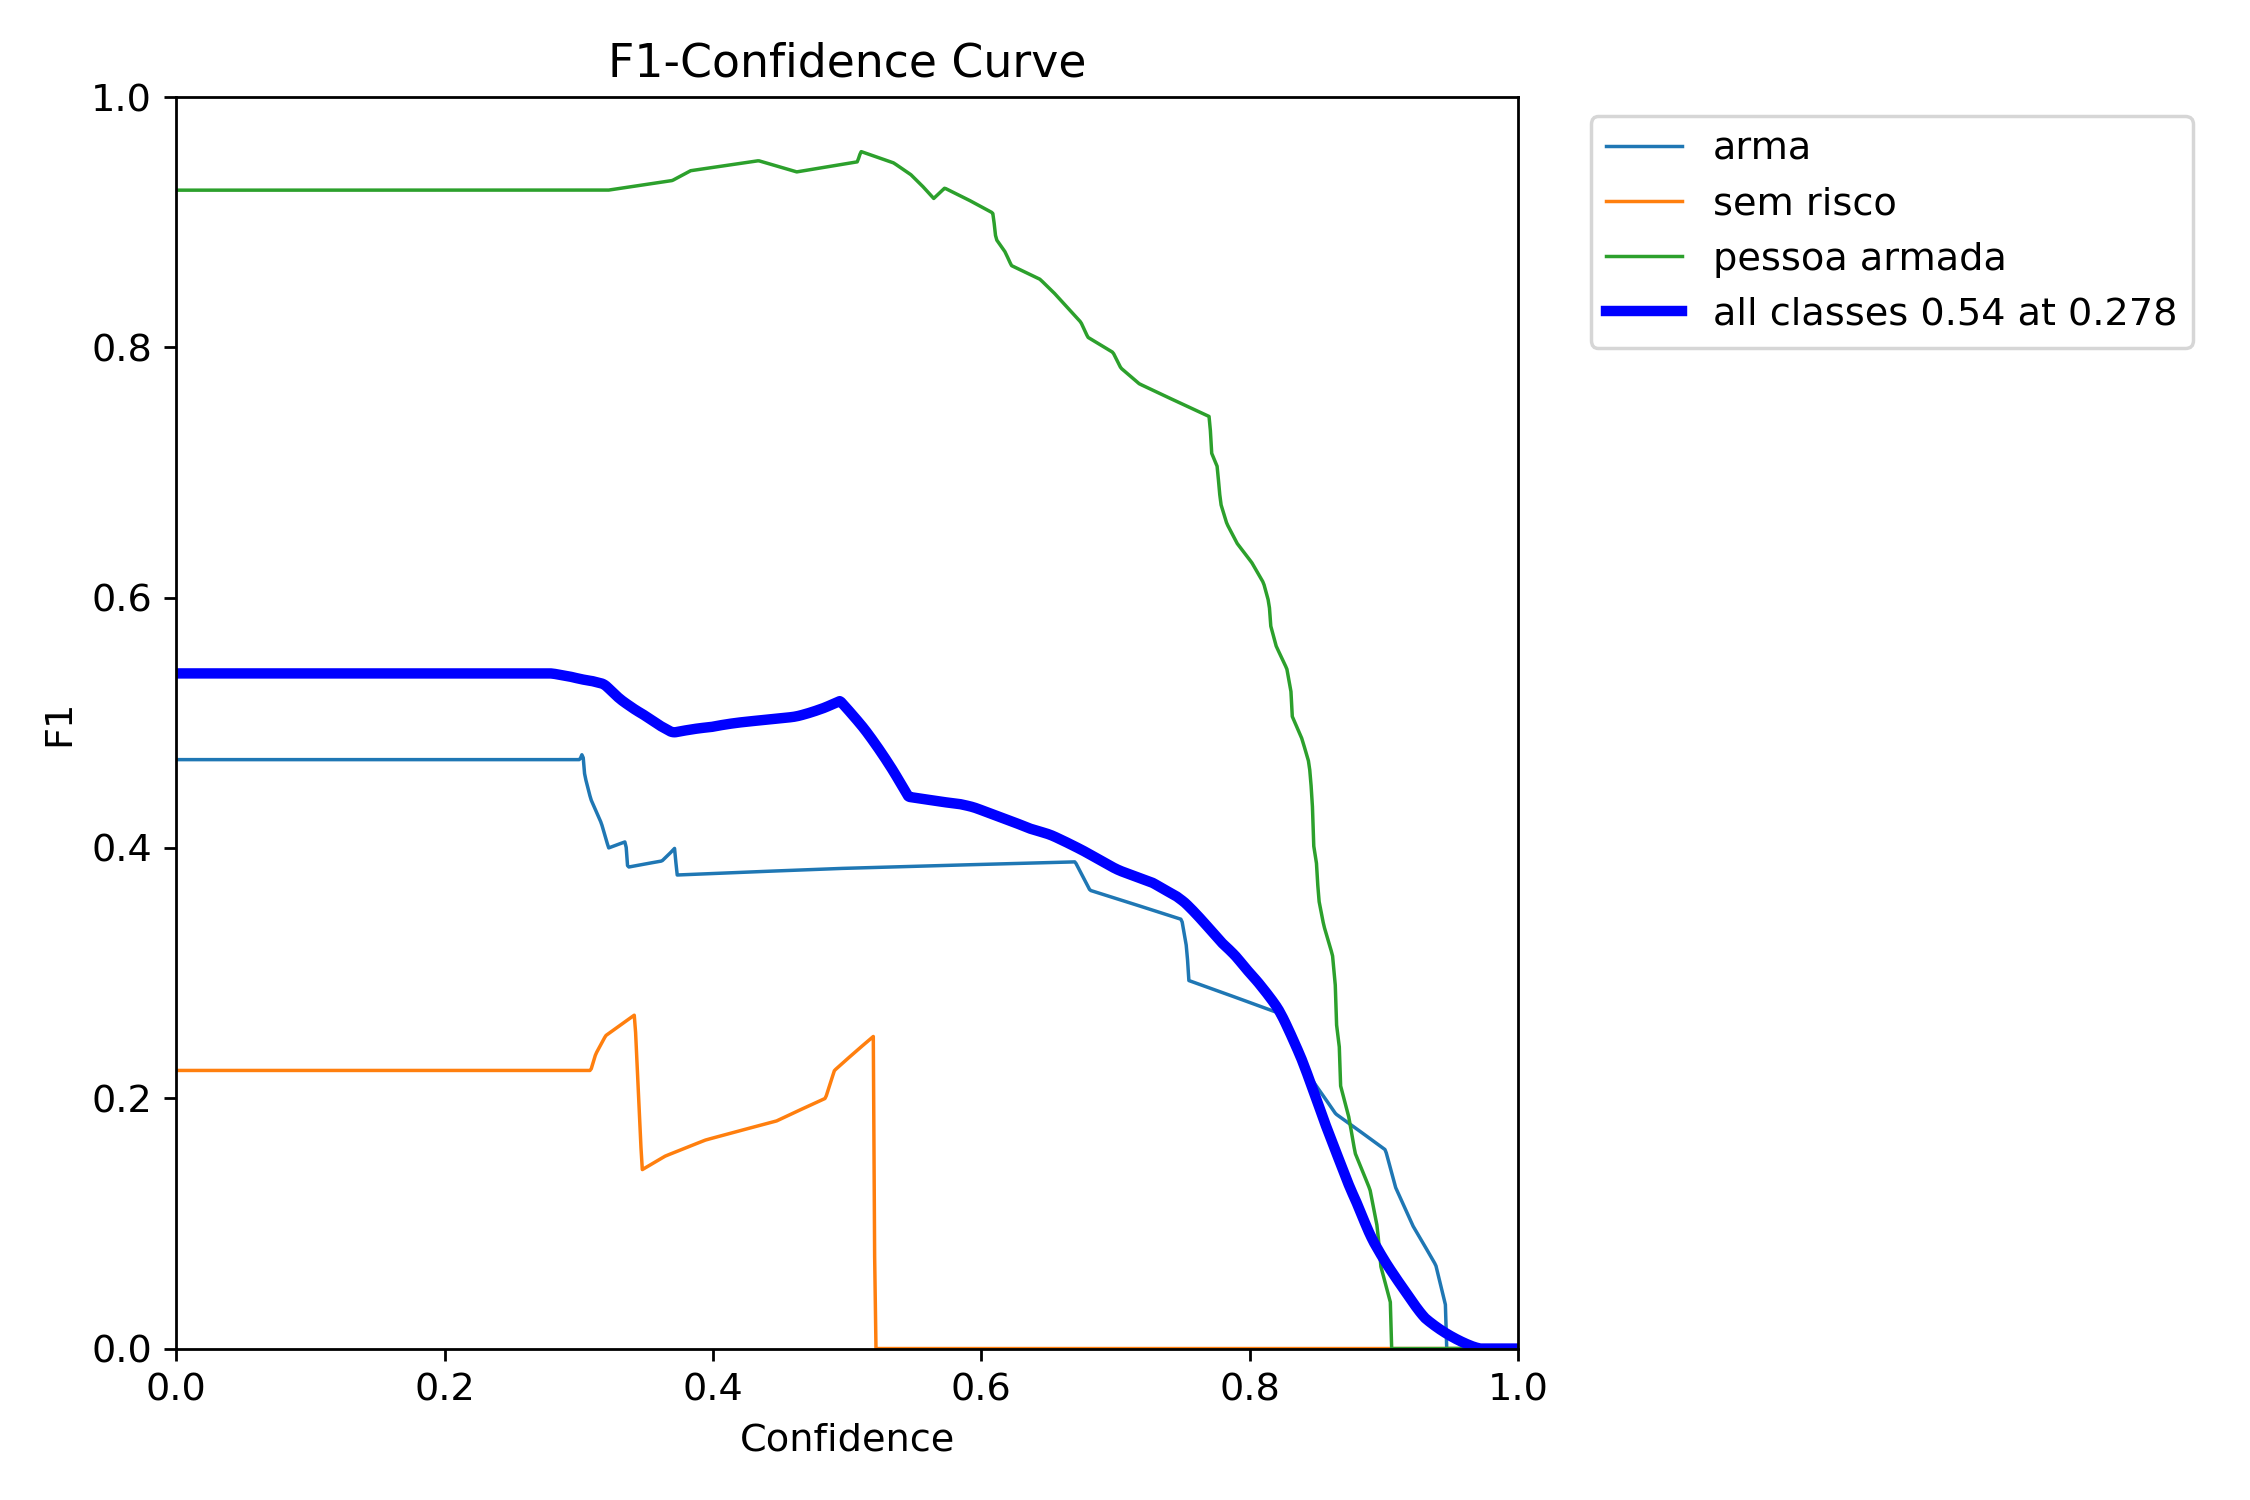 F1-Confidence Curve
1.0
0.8
0.6
0.4
0.2
0.0
F1
0.0 0.2 0.4 0.6 0.8 1.0
Confidence
arma
sem risco
pessoa armada
all classes 0.54 at 0.278